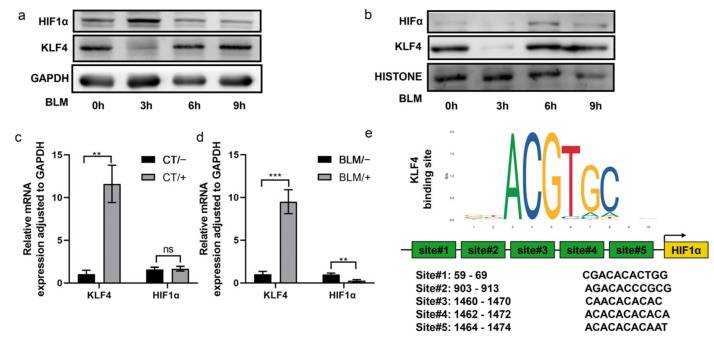 a
HIF1α
KLF4
GAPDH
BLM
0h 3h 6h 9h
b
HIFα
KLF4
HISTONE
BLM
0h 3h 6h 9h
c
Relative mRNA
expression adjusted to GAPDH
15
10
5
0
**
ns
CT/−
CT/+
KLF4 HIF1α
d
Relative mRNA
expression adjusted to GAPDH
15
10
5
0
***
**
BLM/−
BLM/+
KLF4 HIF1α
e
KLF4
binding site
ACGTGC
site#1 site#2 site#3 site#4 site#5 HIF1α
Site#1: 59 - 69 CGACACACTGG
Site#2: 903 - 913 AGACACCCGCG
Site#3: 1460 - 1470 CAACACACAC
Site#4: 1462 - 1472 ACACACACACA
Site#5: 1464 - 1474 ACACACACAAT